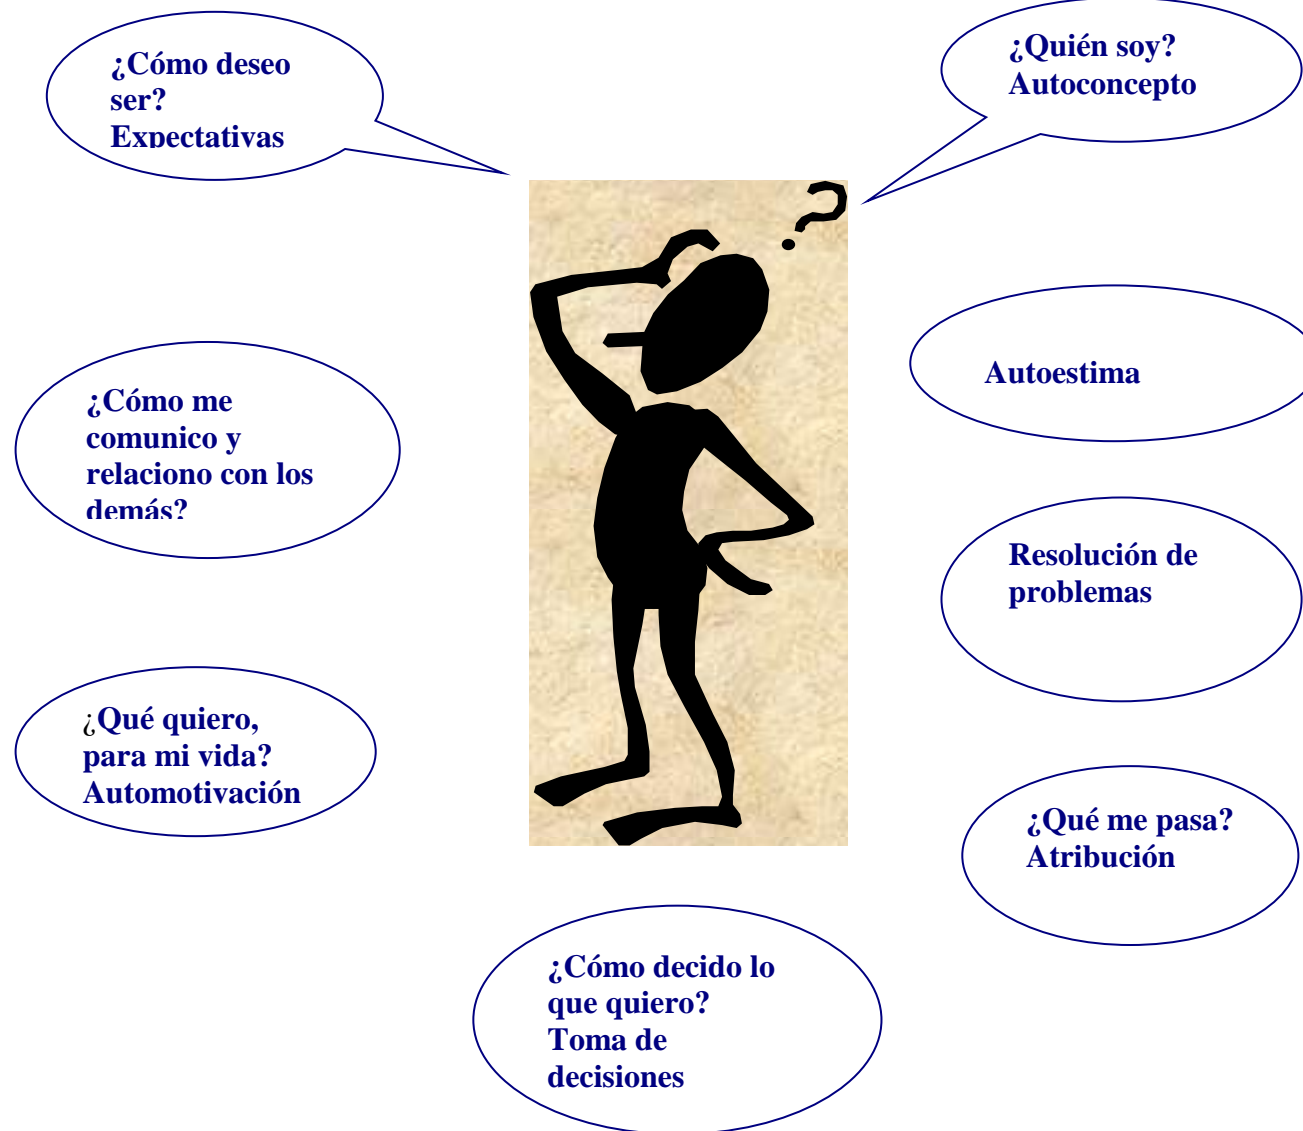 ¿Cómo deseo
ser?
Expectativas
¿Quién soy?
Autoconcepto
?
Autoestima
¿Cómo me
comunico y
relaciono con los
demás?
Resolución de
problemas
¿Qué quiero,
para mi vida?
Automotivación
¿Qué me pasa?
Atribución
¿Cómo decido lo
que quiero?
Toma de
decisiones